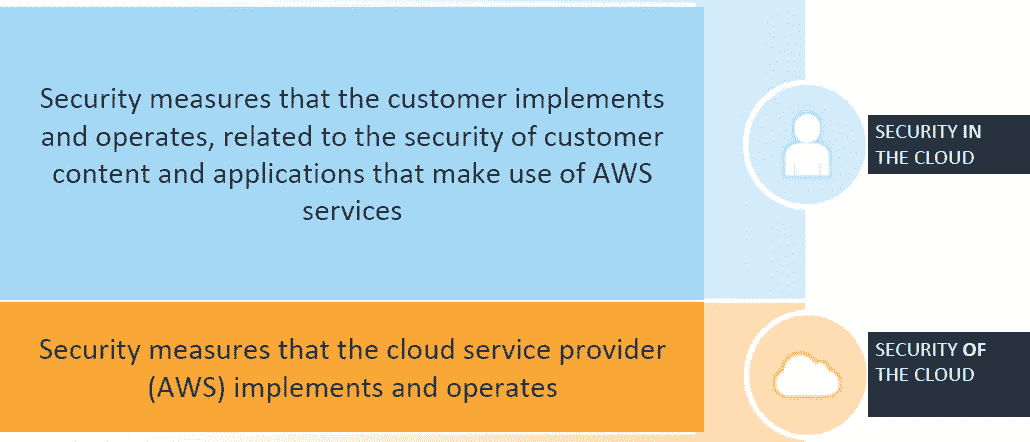 Security measures that the customer implements
and operates, related to the security of customer
content and applications that make use of AWS
services
SECURITY IN
THE CLOUD
Security measures that the cloud service provider
(AWS) implements and operates
SECURITY OF
THE CLOUD